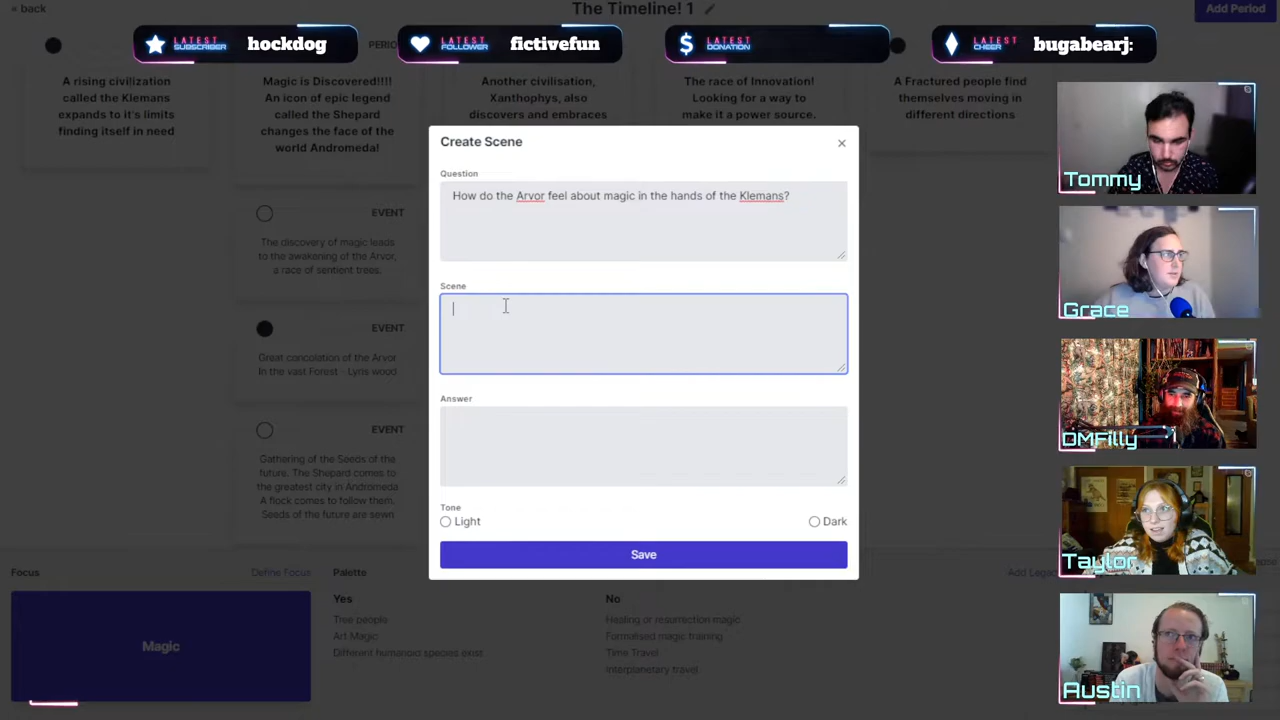 back
The Timeline! 1
Add Period
LATEST SUBSCRIBER
hockdog
LATEST FOLLOWER
fictivefun
LATEST DONATION
LATEST CHEER
bugabearj:
A rising civilization
called the Klemans
expands to it's limits
finding itself in need
Magic is Discovered!!!!
An icon of epic legend
called the Shepard
changes the face of the
world Andromeda!
Another civilisation,
Xanthophys, also
discovers and embraces
The race of Innovation!
Looking for a way to
make it a power source.
A Fractured people find
themselves moving in
different directions
EVENT
The discovery of magic leads
to the awakening of the Arvor,
a race of sentient trees.
EVENT
Great concolation of the Arvor
In the vast Forest - Lyris wood
EVENT
Gathering of the Seeds of the
future. The Shepard comes to
the greatest city in Andromeda
A flock comes to follow them.
Seeds of the future are sewn
Create Scene
Question
How do the Arvor feel about magic in the hands of the Klemans?
Scene
Answer
Tone
Light
Dark
Save
Focus
Define Focus
Magic
Palette
Yes
Tree people
Art Magic
Different humanoid species exist
No
Healing or resurrection magic
Formalised magic training
Time Travel
Interplanetary travel
Tommy
Grace
DMFilly
Taylor
Austin